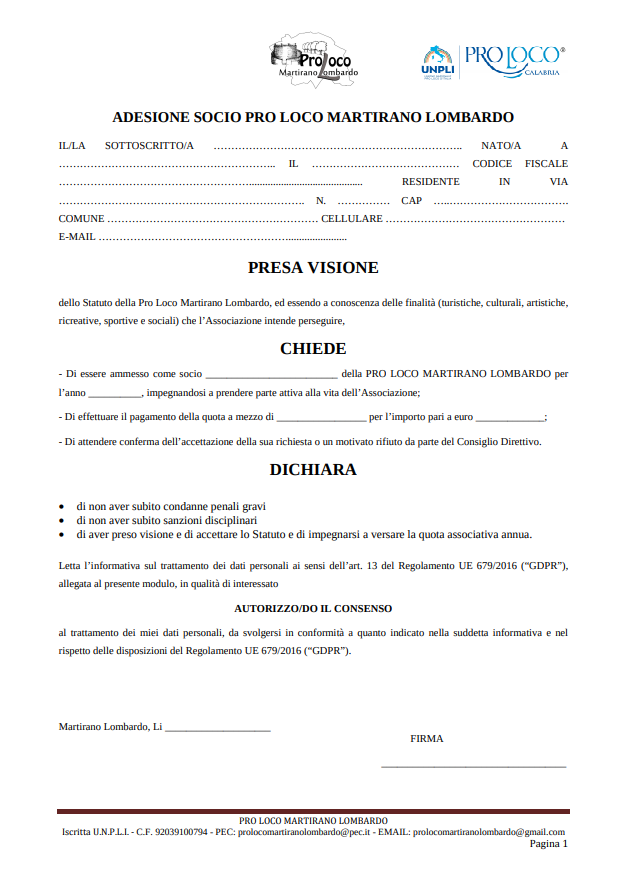 ProLoco
Martirano Lombardo
UNPLI
PRO LOCO®
CALABRIA
ADESIONE SOCIO PRO LOCO MARTIRANO LOMBARDO
IL/LA SOTTOSCRITTO/A ………………………………………………………….. NATO/A A
…………………………………………………….. IL …………………………………… CODICE FISCALE
………………………………………………........................................... RESIDENTE IN VIA
……………………………………………………………. N. …………… CAP …..…………………………….
COMUNE …………………………………………………… CELLULARE ……………………………………………
E-MAIL ………………………………………………......................
PRESA VISIONE
dello Statuto della Pro Loco Martirano Lombardo, ed essendo a conoscenza delle finalità (turistiche, culturali, artistiche,
ricreative, sportive e sociali) che l’Associazione intende perseguire,
CHIEDE
- Di essere ammesso come socio _________________________ della PRO LOCO MARTIRANO LOMBARDO per
l’anno __________, impegnandosi a prendere parte attiva alla vita dell’Associazione;
- Di effettuare il pagamento della quota a mezzo di _________________ per l’importo pari a euro _____________;
- Di attendere conferma dell’accettazione della sua richiesta o un motivato rifiuto da parte del Consiglio Direttivo.
DICHIARA
• di non aver subito condanne penali gravi
• di non aver subito sanzioni disciplinari
• di aver preso visione e di accettare lo Statuto e di impegnarsi a versare la quota associativa annua.
Letta l’informativa sul trattamento dei dati personali ai sensi dell’art. 13 del Regolamento UE 679/2016 (“GDPR”),
allegata al presente modulo, in qualità di interessato
AUTORIZZO/DO IL CONSENSO
al trattamento dei miei dati personali, da svolgersi in conformità a quanto indicato nella suddetta informativa e nel
rispetto delle disposizioni del Regolamento UE 679/2016 (“GDPR”).
Martirano Lombardo, Li ____________________
FIRMA
___________________________________
PRO LOCO MARTIRANO LOMBARDO
Iscritta U.N.P.L.I. - C.F. 92039100794 - PEC: prolocomartiranolombardo@pec.it - EMAIL: prolocomartiranolombardo@gmail.com
Pagina 1